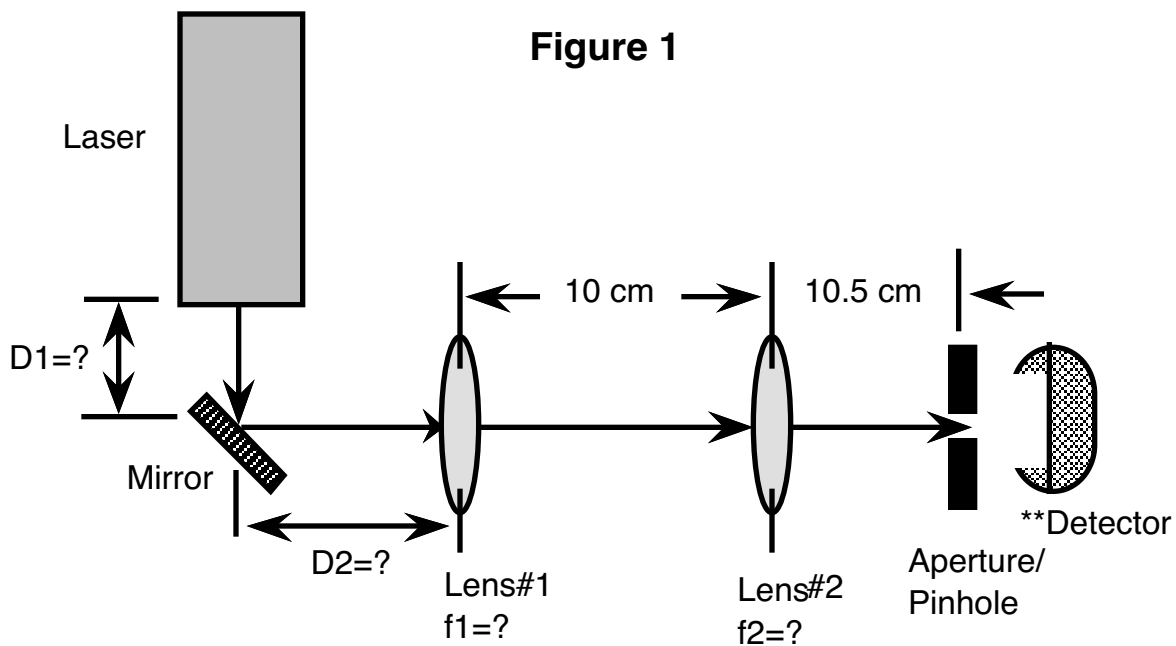 Figure 1
Laser
10 cm
10.5 cm
D1=?
Mirror
**Detector
D2=?
Aperture/
Pinhole
Lens#1
f1=?
Lens#2
f2=?